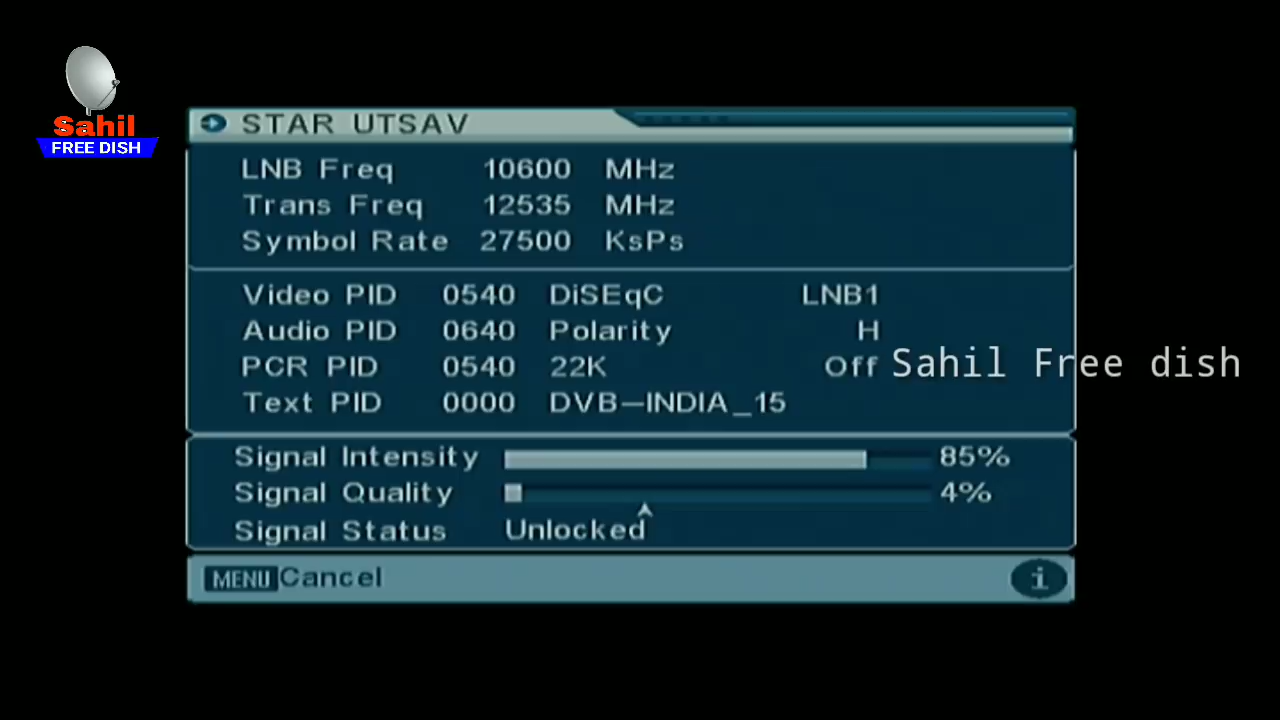 Sahil
FREE DISH
STAR UTSAV
LNB Freq 10600 MHz
Trans Freq 12535 MHz
Symbol Rate 27500 KsPs
Video PID 0540 DiSEqC LNB1
Audio PID 0640 Polarity H
PCR PID 0540 22K Off
Sahil Free dish
Text PID 0000 DVB-INDIA_15
Signal Intensity 85%
Signal Quality 4%
Signal Status Unlocked
MENU Cancel i